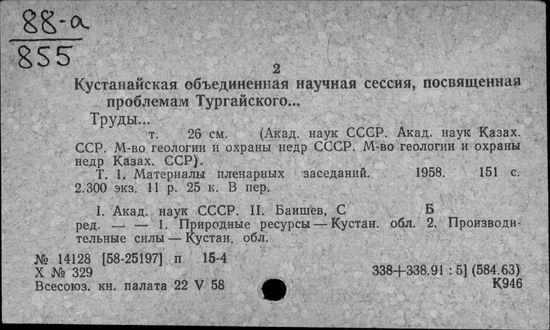 88-а
855
2
Кустанайская объединенная научная сессия, посвященная
проблемам Тургайского...
Труды...
т. 26 см. (Акад. наук СССР. Акад. наук Қазах.
ССР. М-во геологии и охраны недр СССР. М-во геологии и охраны
недр Казах. ССР).
Т. 1. Материалы пленарных заседаний. 1958. 151 с.
2.300 экз. 11 р. 25 к. В пер.
I. Акад. наук СССР. II. Баишев, С Б
ред. — — 1. Природные ресурсы — Кустан. обл. 2. Производи-
тельные силы — Кустан. обл.
№ 14128 [58-25197] п 15-4
Х № 329 338+338.91 : 5] (584.63)
Всесоюз. кн. палата 22 V 58 К946